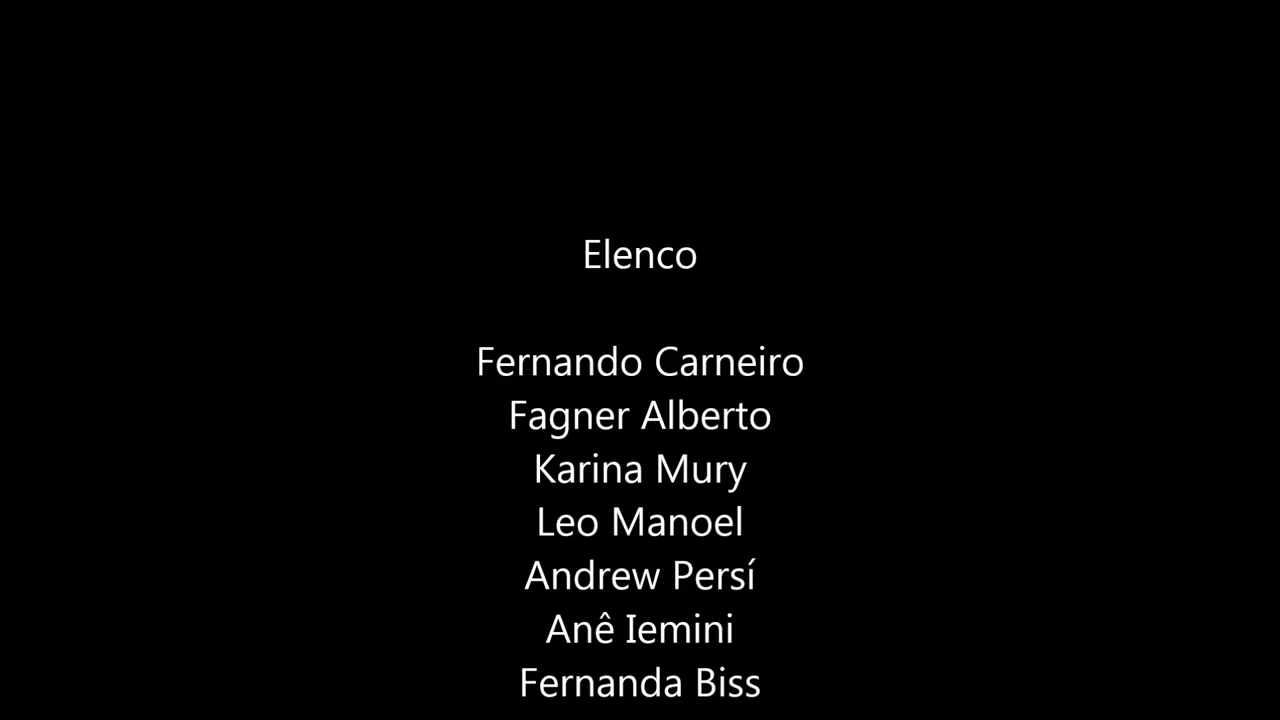 Elenco
Fernando Carneiro
Fagner Alberto
Karina Mury
Leo Manoel
Andrew Persí
Anê Iemini
Fernanda Biss